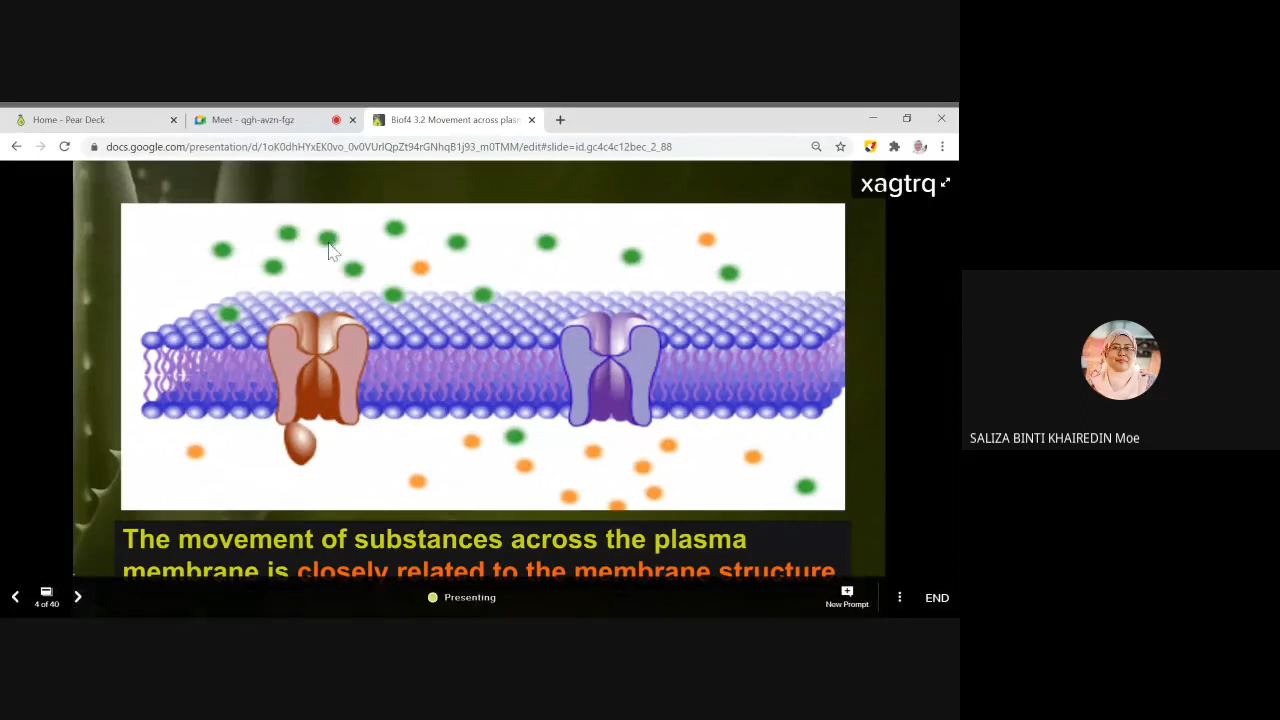 Home - Pear Deck
Meet - qgh-avzn-fgz
Biof4 3.2 Movement across plasm
docs.google.com/presentation/d/1oK0dhHYxEK0vo_0v0VUrlQpZt94rGNhqB1j93_m0TMM/edit#slide=id.gc4c4c12bec_2_88
xagtrq
The movement of substances across the plasma
membrane is closely related to the membrane structure
4 of 40
Presenting
New Prompt
END
SALIZA BINTI KHAIREDIN Moe